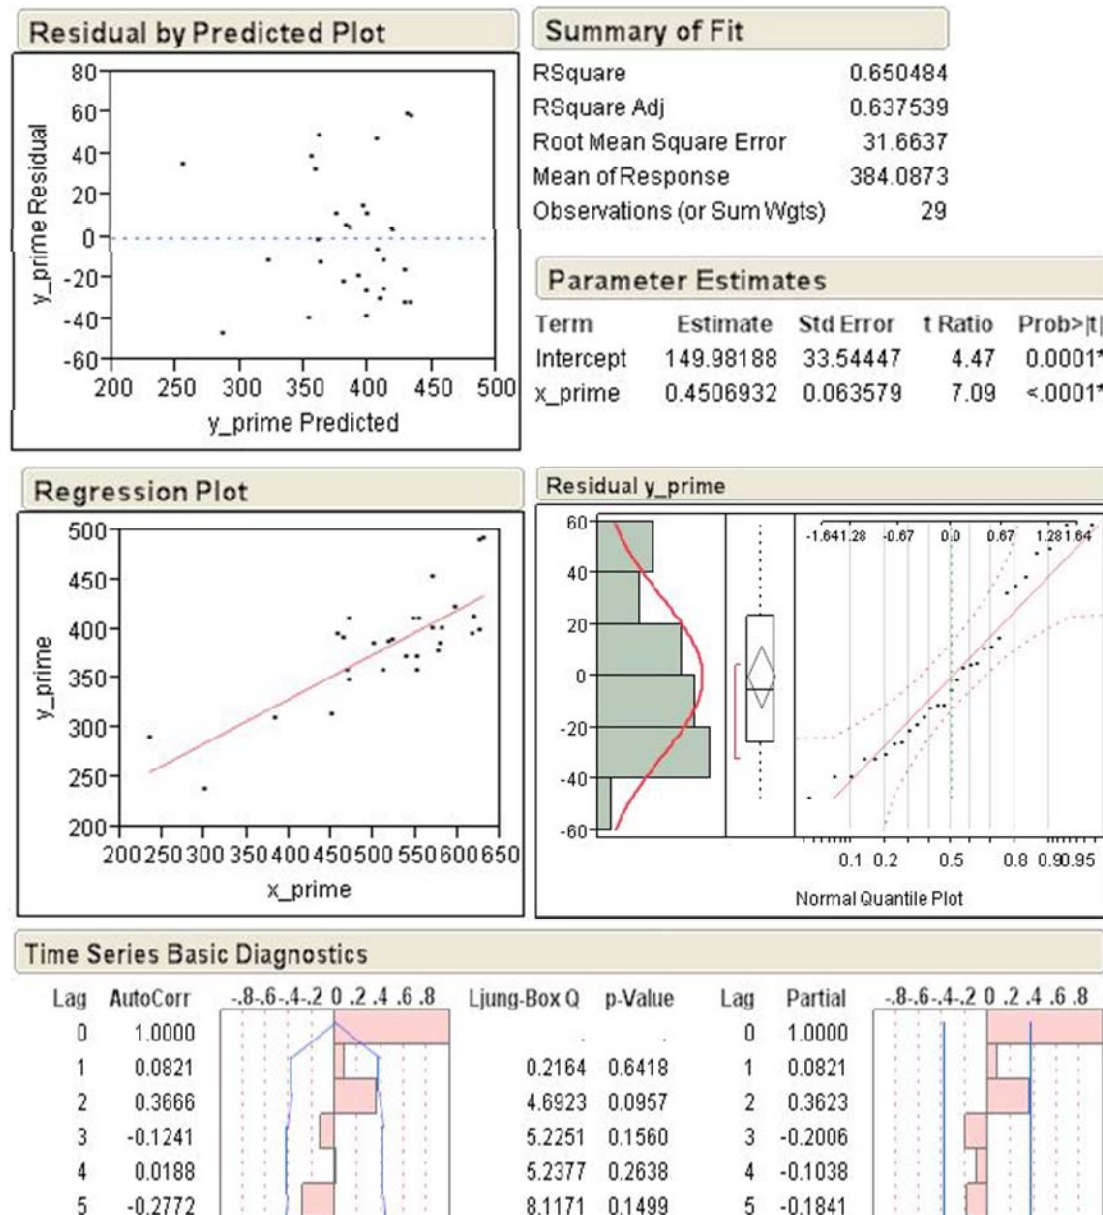 Residual by Predicted Plot
80
60
40
20
0
-20
-40
-60
y_prime Residual
200 250 300 350 400 450 500
y_prime Predicted
Summary of Fit
RSquare 0.650484
RSquare Adj 0.637539
Root Mean Square Error 31.6637
Mean of Response 384.0873
Observations (or Sum Wgts) 29
Parameter Estimates
Term Estimate Std Error t Ratio Prob>|t|
Intercept 149.98188 33.54447 4.47 0.0001*
x_prime 0.4506932 0.063579 7.09 <.0001*
Regression Plot
500
450
400
350
300
250
200
y_prime
200 250 300 350 400 450 500 550 600 650
x_prime
Residual y_prime
60
40
20
0
-20
-40
-60
-1.64 1.28 -0.67 0.0 0.67 1.28 1.64
0.1 0.2 0.5 0.8 0.90.95
Normal Quantile Plot
Time Series Basic Diagnostics
Lag AutoCorr -.8-.6-.4-.2 0 .2 .4 .6 .8 Ljung-Box Q p-Value Lag Partial -.8-.6-.4-.2 0 .2 .4 .6 .8
0 1.0000 . . 0 1.0000
1 0.0821 0.2164 0.6418 1 0.0821
2 0.3666 4.6923 0.0957 2 0.3623
3 -0.1241 5.2251 0.1560 3 -0.2006
4 0.0188 5.2377 0.2638 4 -0.1038
5 -0.2772 8.1171 0.1499 5 -0.1841